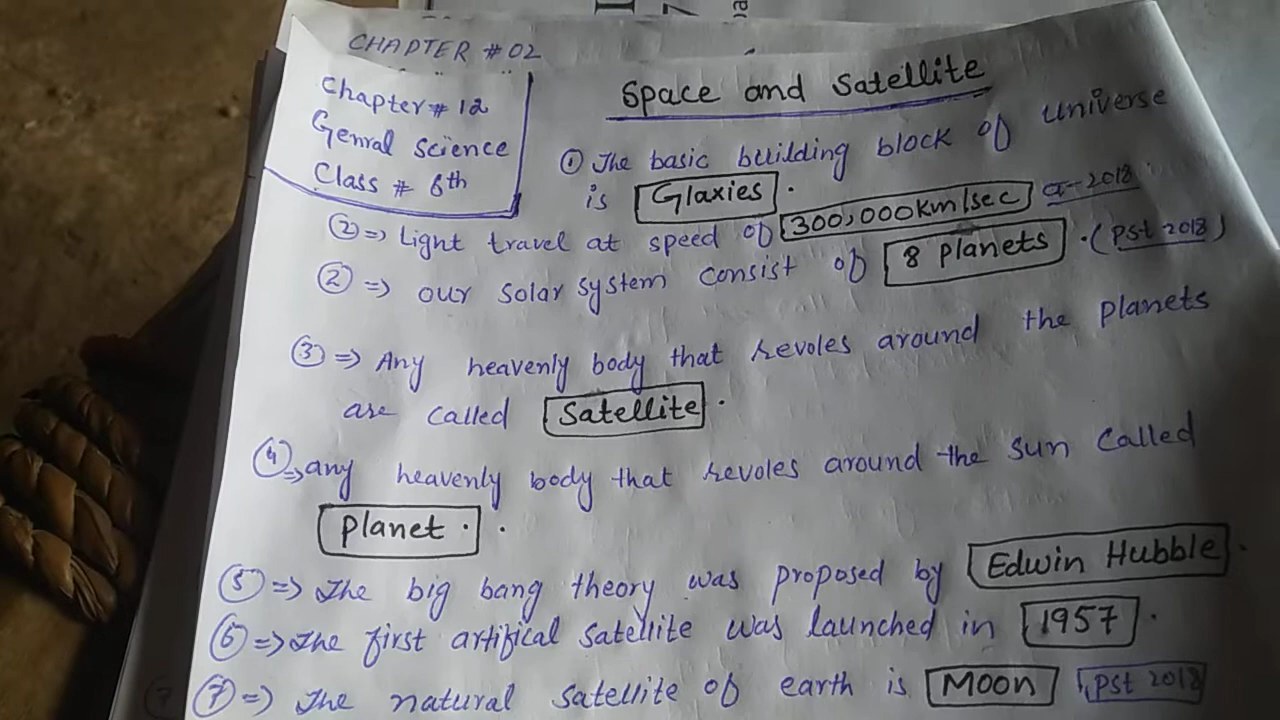 CHAPTER # 02
Chapter# 12
Genral science
Class # 6th
Space and Satellite
① The basic building block of universe
is Glaxies.
② => Light travel at speed of 300,000km/sec
② => our solar system consist of 8 planets. (PST 2018)
③ => Any heavenly body that revoles around the planets
are called Satellite.
④ => any heavenly body that revoles around the sun called
planet. .
⑤ => The big bang theory was proposed by Edwin Hubble.
⑥ => The first artifical satellite was launched in 1957.
⑦ => The natural satellite of earth is Moon PST 2018